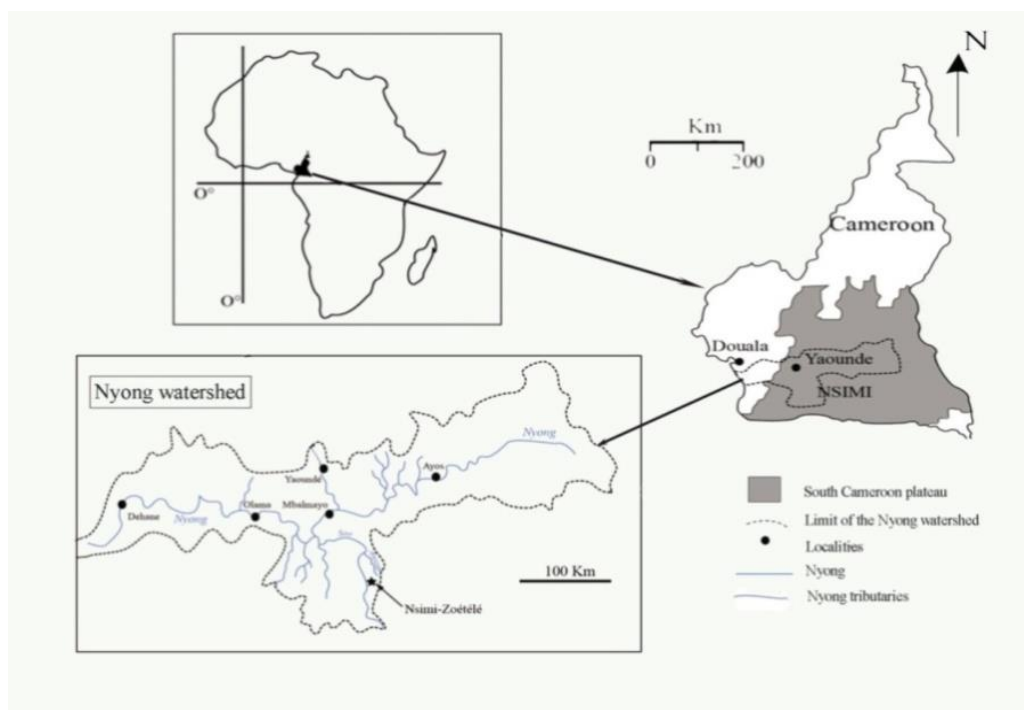 N
Km
0 200
O°
O°
Cameroon
Douala
Yaounde
NSIMI
Nyong watershed
Nyong
Ayos
Yaounde
Olama Mbalmayo
Dehane
Nyong
100 Km
Nsimi-Zoétélé
South Cameroon plateau
Limit of the Nyong watershed
Localities
Nyong
Nyong tributaries